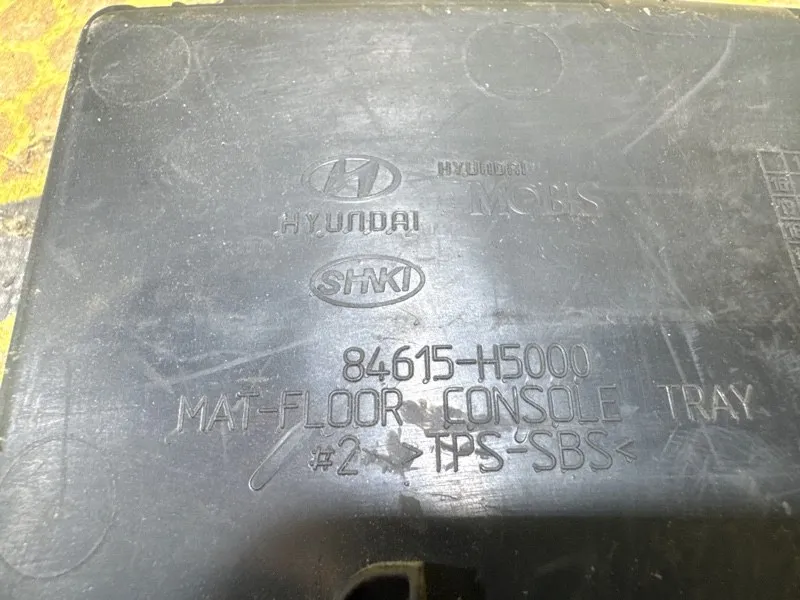 HYUNDAI
HYUNDAI
MOBIS
SHNKI
84615-H5000
MAT-FLOOR CONSOLE TRAY
#2 >TPS-SBS<